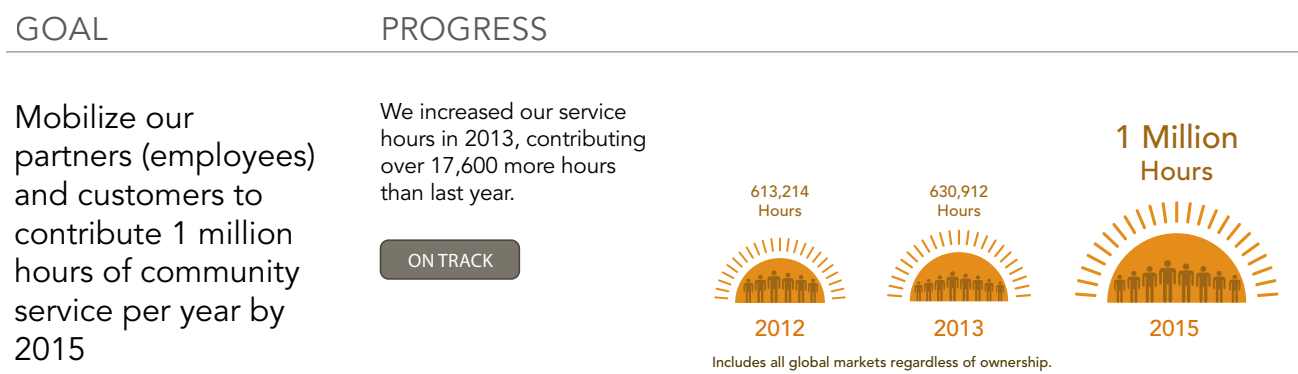 GOAL
PROGRESS
Mobilize our
partners (employees)
and customers to
contribute 1 million
hours of community
service per year by
2015
We increased our service
hours in 2013, contributing
over 17,600 more hours
than last year.
ON TRACK
613,214
Hours
2012
630,912
Hours
2013
1 Million
Hours
2015
Includes all global markets regardless of ownership.